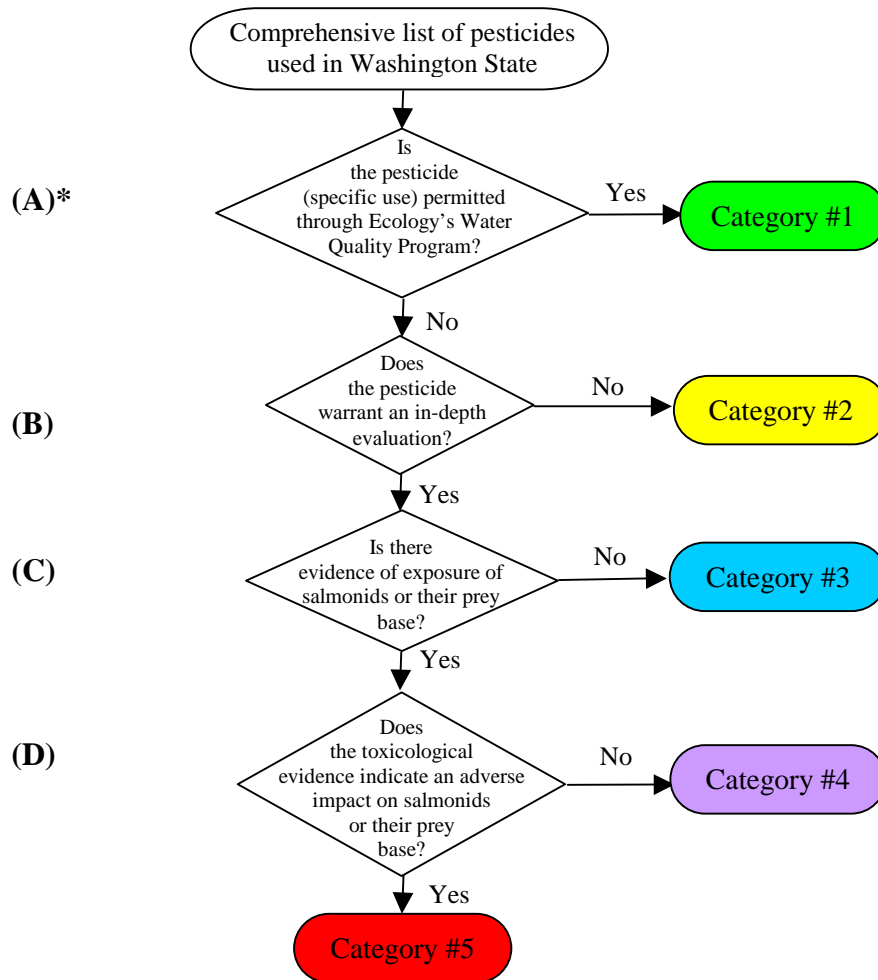 Comprehensive list of pesticides
used in Washington State
(A)*
Is
the pesticide
(specific use) permitted
through Ecology’s Water
Quality Program?
Yes
Category #1
No
(B)
Does
the pesticide
warrant an in-depth
evaluation?
No
Category #2
Yes
(C)
Is there
evidence of exposure of
salmonids or their prey
base?
No
Category #3
Yes
(D)
Does
the toxicological
evidence indicate an adverse
impact on salmonids
or their prey
base?
No
Category #4
Yes
Category #5